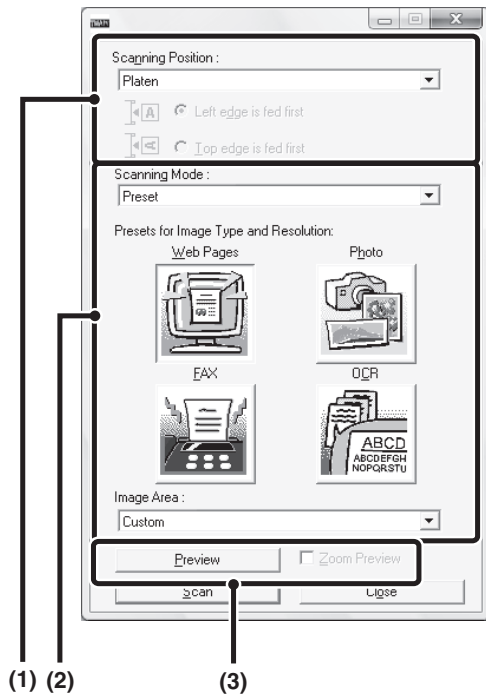 TWAIN
Scanning Position :
Platen
A Left edge is fed first
A Top edge is fed first
Scanning Mode :
Preset
Presets for Image Type and Resolution:
Web Pages Photo
FAX OCR
ABCD
ABCDEFGH
NOPQRSTU
Image Area :
Custom
Preview Zoom Preview
Scan Close
(1) (2) (3)